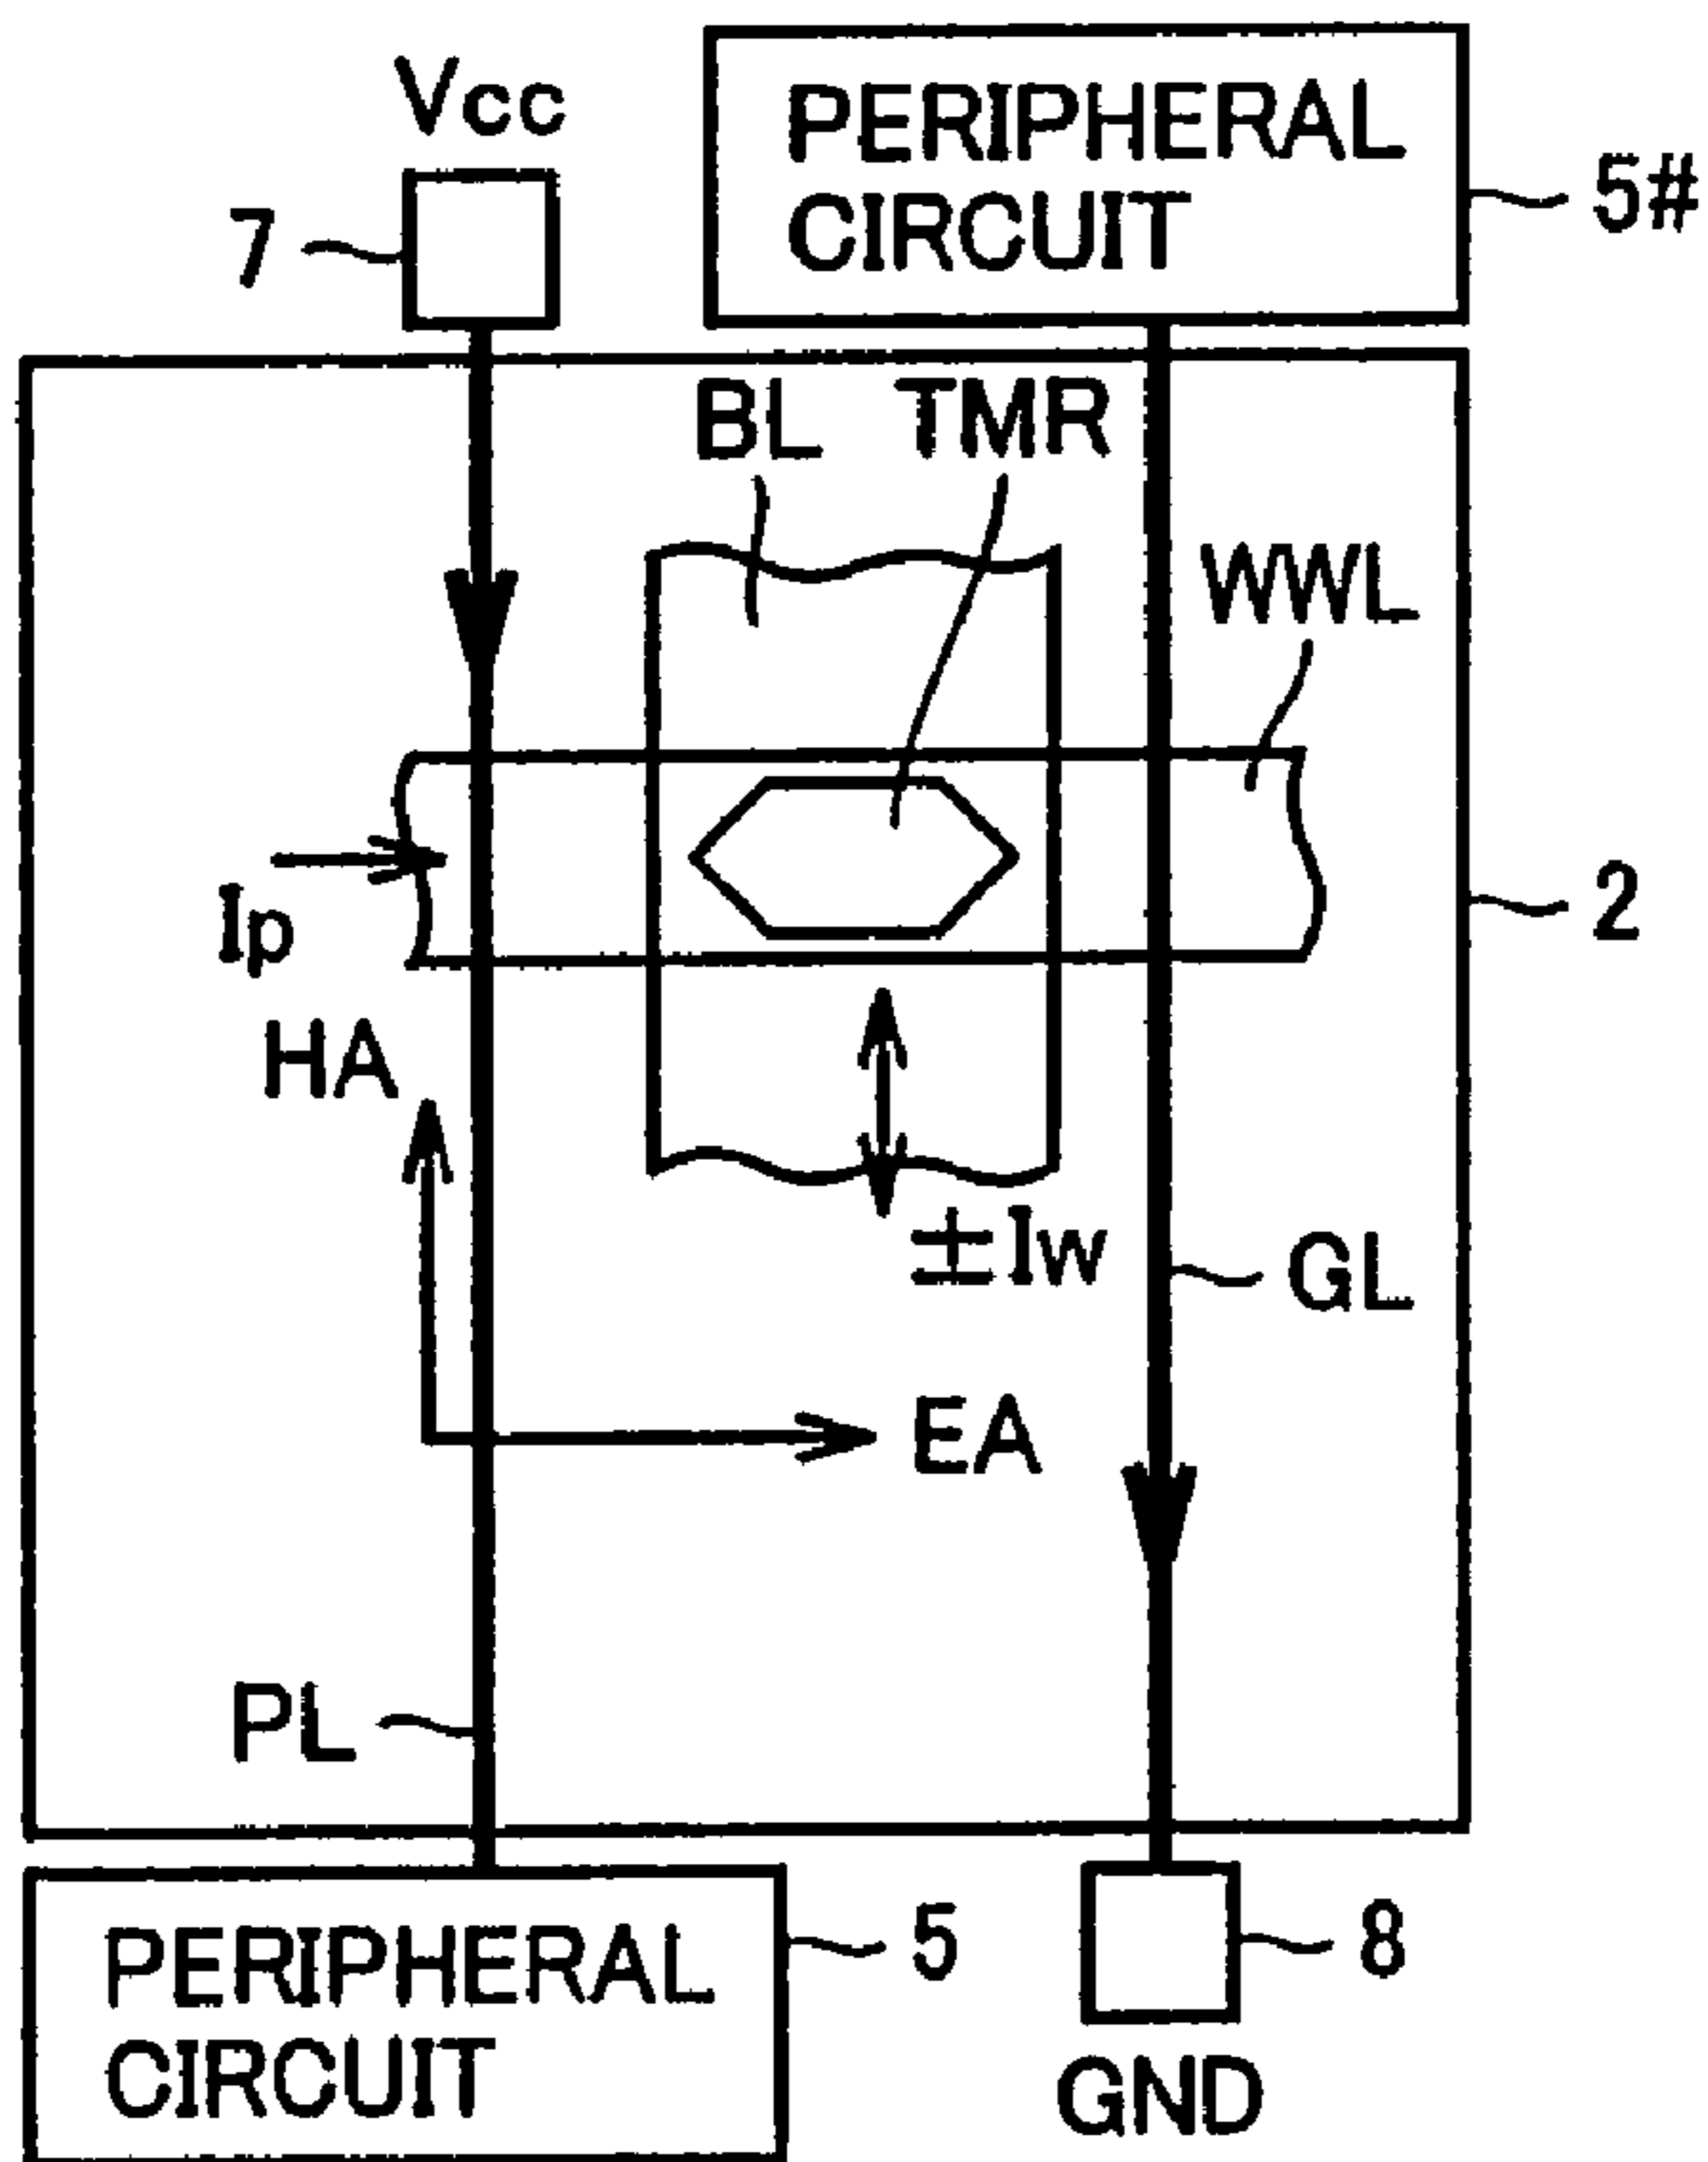 Vcc
PERIPHERAL
CIRCUIT
5#
7
BL
TMR
WWL
2
Ip
HA
±Iw
GL
EA
PL
PERIPHERAL
CIRCUIT
5
8
GND